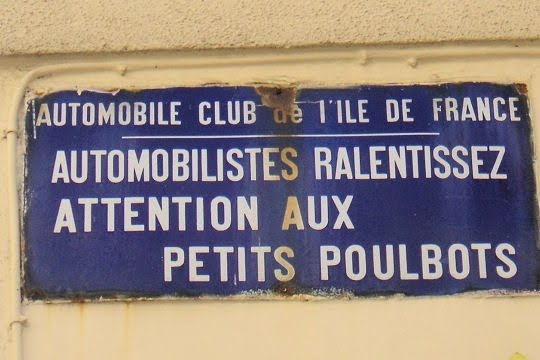 AUTOMOBILE CLUB de l'ILE DE FRANCE
AUTOMOBILISTES RALENTISSEZ
ATTENTION AUX
PETITS POULBOTS